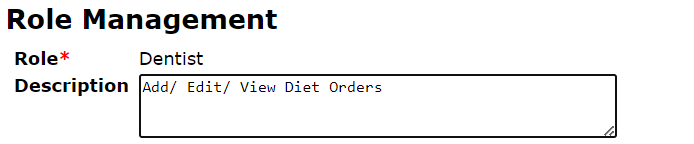 Role Management
Role* Dentist
Description Add/ Edit/ View Diet Orders